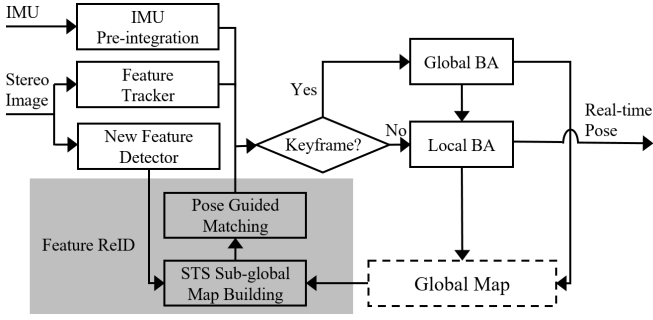 IMU
IMU
Pre-integration
Stereo
Image
Feature
Tracker
New Feature
Detector
Feature ReID
Pose Guided
Matching
STS Sub-global
Map Building
Keyframe?
Yes
No
Global BA
Local BA
Real-time
Pose
Global Map